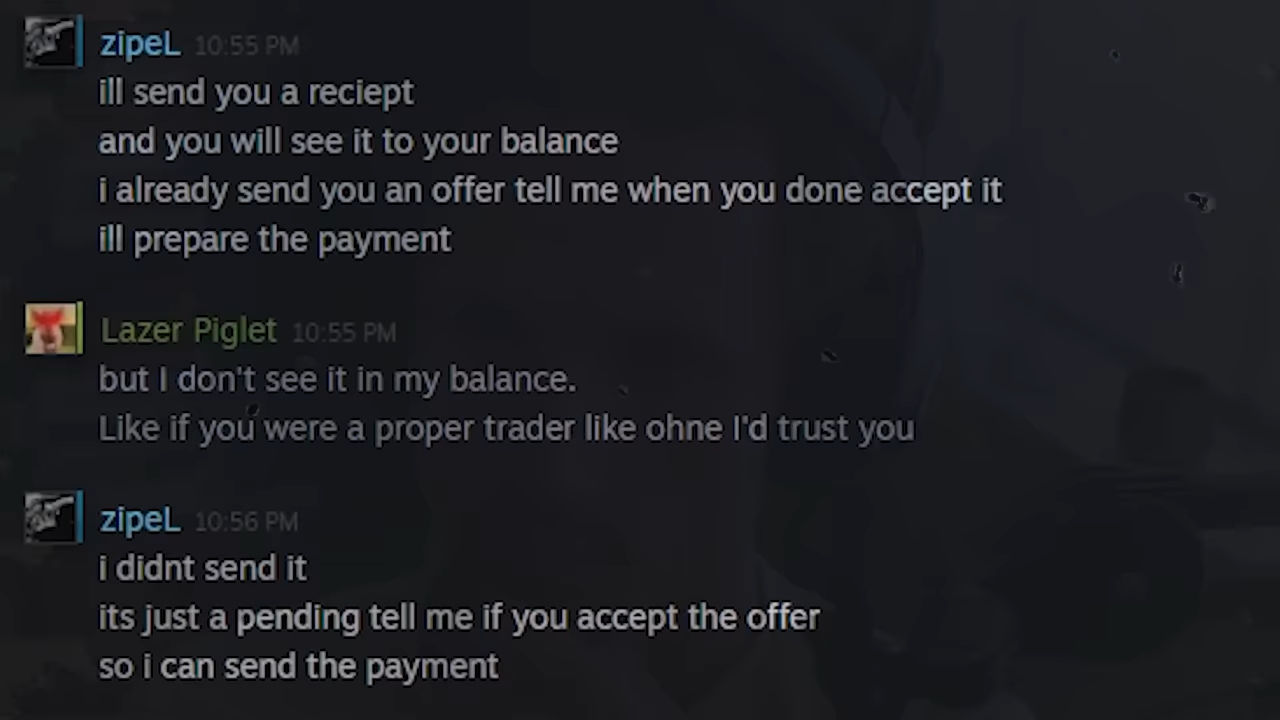 zipeL 10:55 PM
ill send you a reciept
and you will see it to your balance
i already send you an offer tell me when you done accept it
ill prepare the payment
Lazer Piglet 10:55 PM
but I don't see it in my balance.
Like if you were a proper trader like ohne I'd trust you
zipeL 10:56 PM
i didnt send it
its just a pending tell me if you accept the offer
so i can send the payment